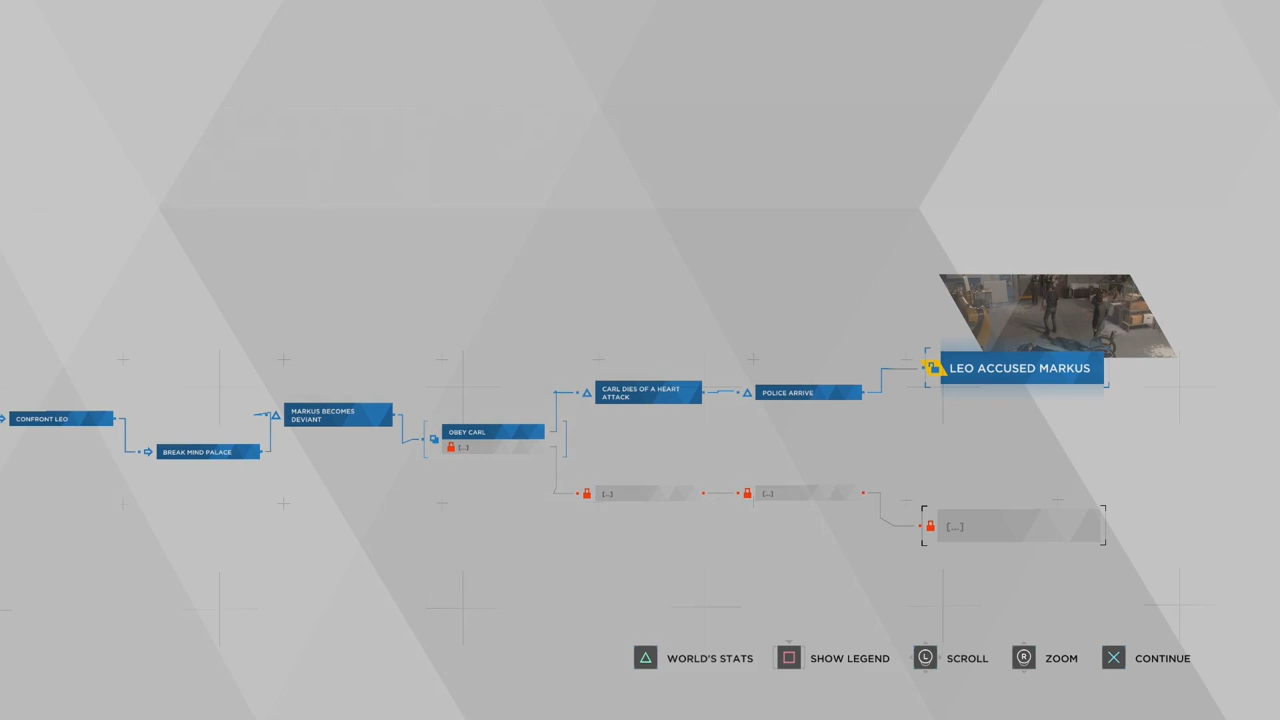 LEO ACCUSED MARKUS
CARL DIES OF A HEART
ATTACK
POLICE ARRIVE
MARKUS BECOMES
DEVIANT
CONFRONT LEO
OBEY CARL
[...]
BREAK MIND PALACE
[...]
[...]
[...]
WORLD'S STATS
SHOW LEGEND
L
SCROLL
R
ZOOM
CONTINUE